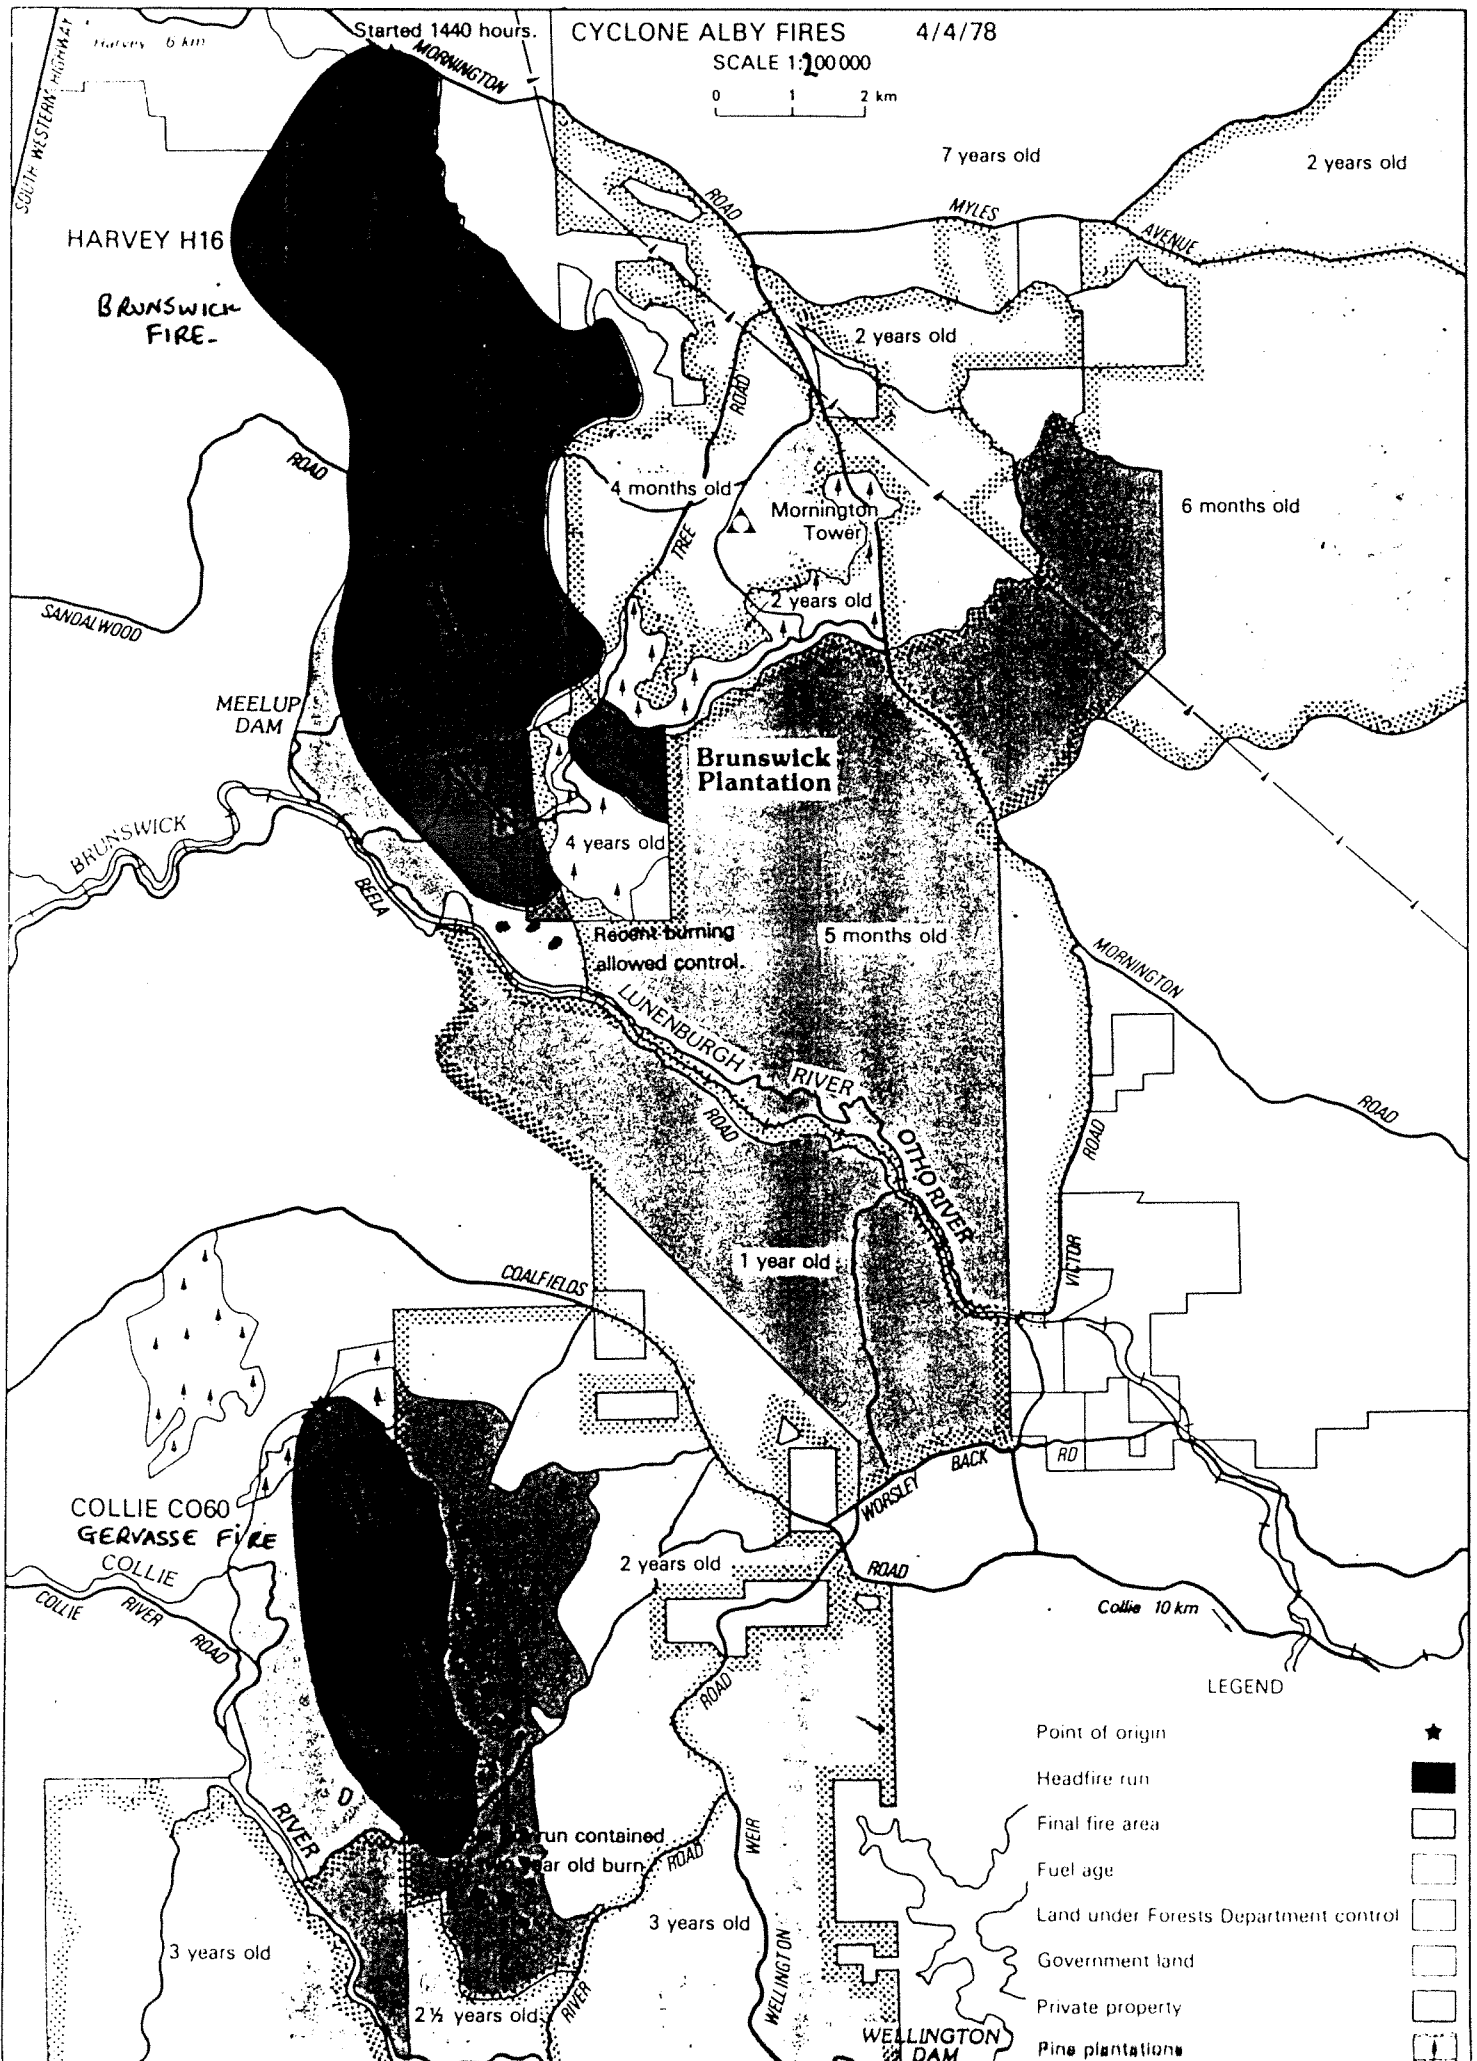 Started 1440 hours.
CYCLONE ALBY FIRES 4/4/78
SCALE 1:200 000
0 1 2 km
Harvey 6 km
SOUTH WESTERN HIGHWAY
MORNINGTON
ROAD
7 years old
2 years old
MYLES
AVENUE
HARVEY H16
BRUNSWICK
FIRE-
2 years old
ROAD
ROAD
4 months old
Mornington
Tower
6 months old
TREE
2 years old
SANDALWOOD
MEELUP
DAM
Brunswick
Plantation
BRUNSWICK
4 years old
BEELA
Recent burning
allowed control.
5 months old
MORNINGTON
ROAD
LUNENBURGH
RIVER
ROAD
OTHO RIVER
ROAD
VICTOR
1 year old
COALFIELDS
BACK
RD
WORSLEY
COLLIE CO60
GERVASSE FIRE
COLLIE
COLLIE
RIVER
ROAD
2 years old
ROAD
Collie 10 km
ROAD
LEGEND
Point of origin
Headfire run
Final fire area
Fuel age
Land under Forests Department control
Government land
Private property
Pine plantations
D
RIVER
run contained
year old burn
ROAD
WEIR
3 years old
3 years old
WELLINGTON
2½ years old
RIVER
WELLINGTON
DAM